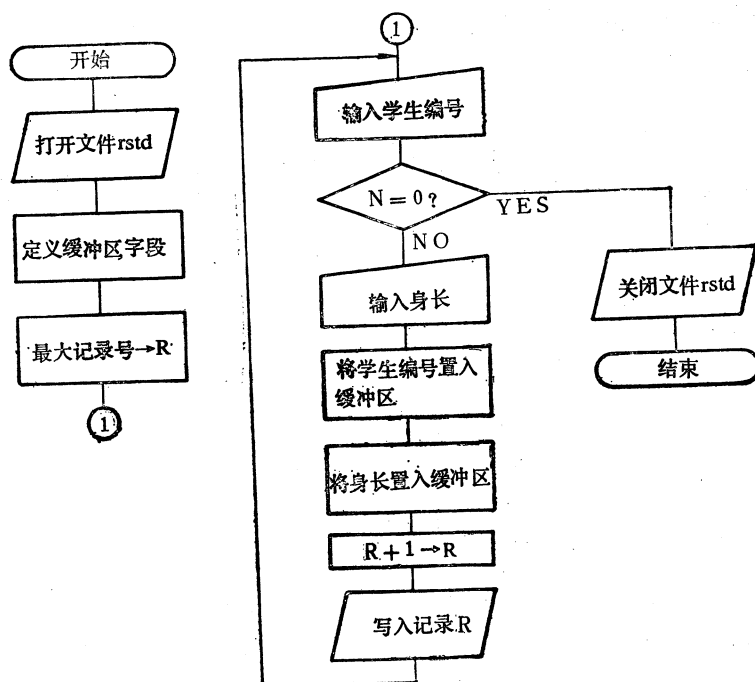 开始
打开文件rstd
定义缓冲区,字段
最大记录号→R
1
1
输入学生编号
N=0?
YES
NO
输入身长
关闭文件rstd
将学生编号置入
缓冲区
结束
将身长置入缓冲区
R+1→R
写入记录R